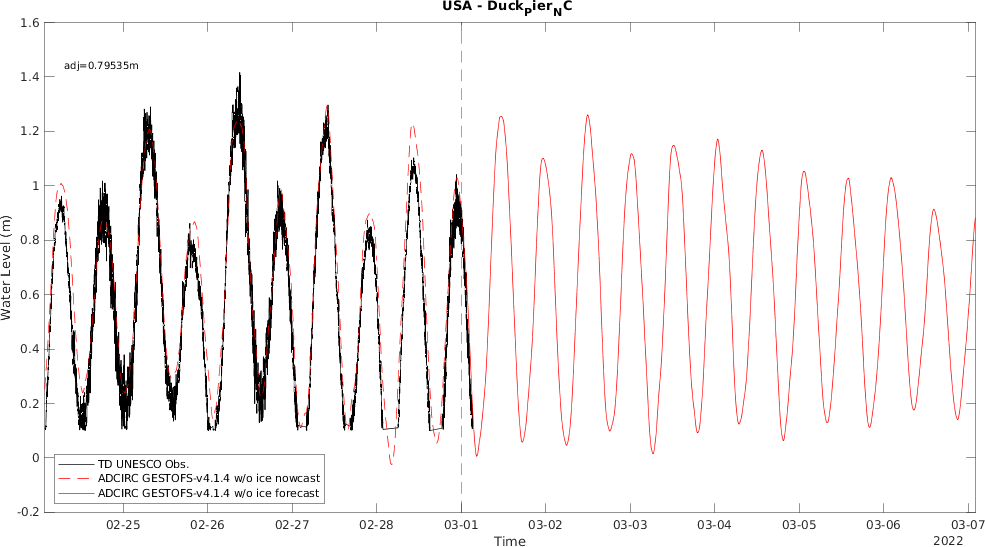 USA - Duck_Pier_NC
1.6
adj=0.79535m
1.4
1.2
1
0.8
0.6
0.4
0.2
0
-0.2
Water Level (m)
TD UNESCO Obs.
ADCIRC GESTOFS-v4.1.4 w/o ice nowcast
ADCIRC GESTOFS-v4.1.4 w/o ice forecast
02-25 02-26 02-27 02-28 03-01 03-02 03-03 03-04 03-05 03-06 03-07
Time
2022